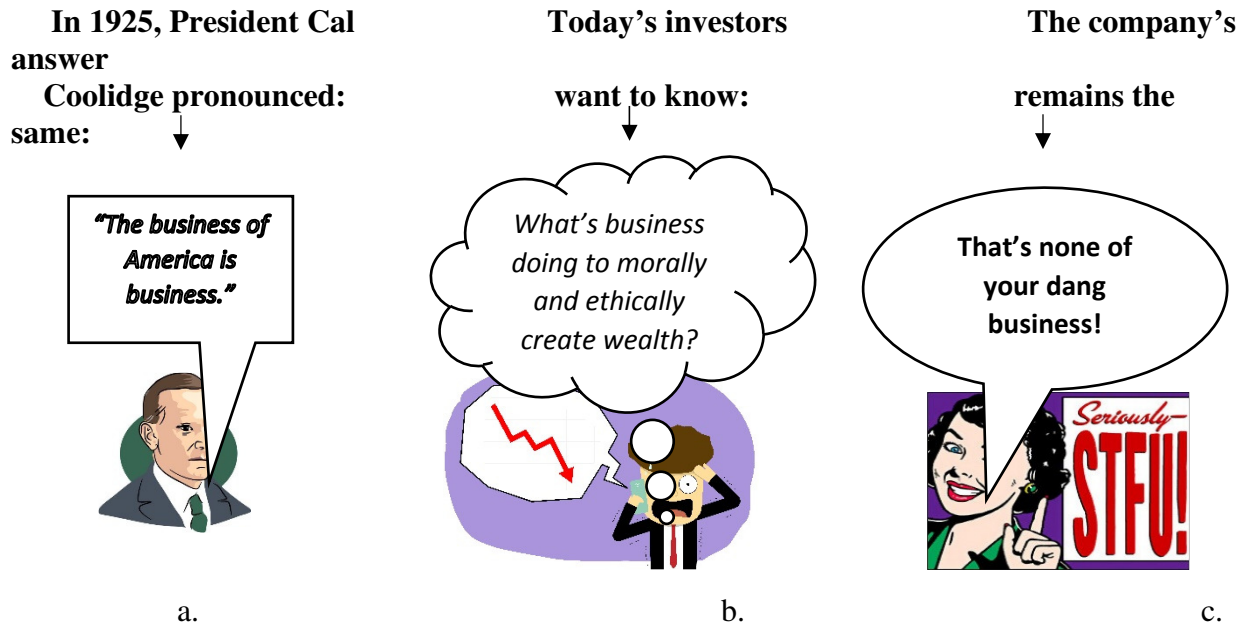 In 1925, President Cal Today’s investors The company’s
answer
Coolidge pronounced: want to know: remains the
same:
“The business of
America is
business.”
What’s business
doing to morally
and ethically
create wealth?
That’s none of
your dang
business!
Seriously–
STFU!
a. b. c.